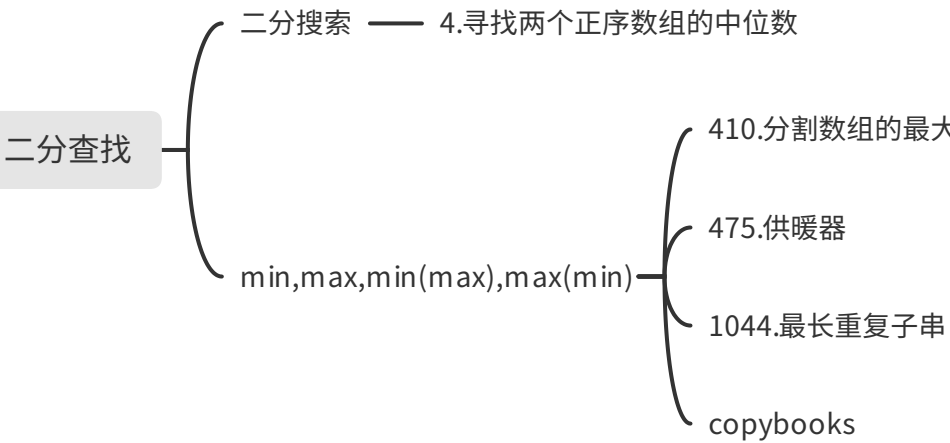 二分搜索
4.寻找两个正序数组的中位数
二分查找
410.分割数组的最大
475.供暖器
min,max,min(max),max(min)
1044.最长重复子串
copybooks